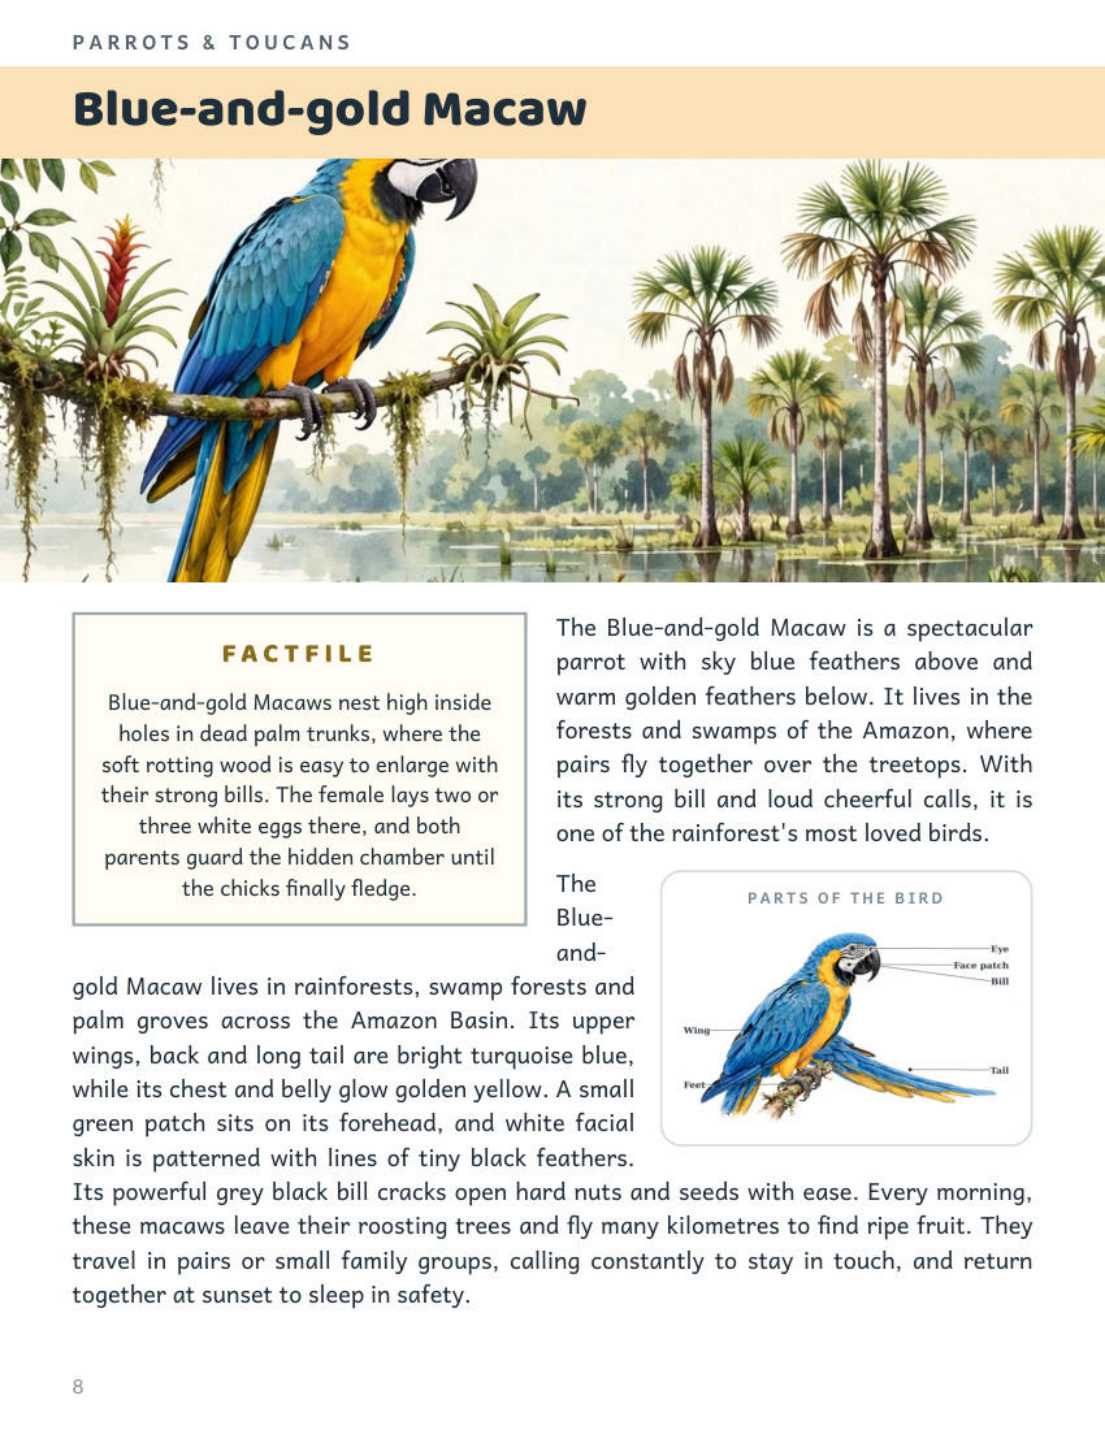 PARROTS & TOUCANS
Blue-and-gold Macaw
FACTFILE
Blue-and-gold Macaws nest high inside
holes in dead palm trunks, where the
soft rotting wood is easy to enlarge with
their strong bills. The female lays two or
three white eggs there, and both
parents guard the hidden chamber until
the chicks finally fledge.
The Blue-and-gold Macaw is a spectacular
parrot with sky blue feathers above and
warm golden feathers below. It lives in the
forests and swamps of the Amazon, where
pairs fly together over the treetops. With
its strong bill and loud cheerful calls, it is
one of the rainforest's most loved birds.
The
Blue-
and-
gold Macaw lives in rainforests, swamp forests and
palm groves across the Amazon Basin. Its upper
wings, back and long tail are bright turquoise blue,
while its chest and belly glow golden yellow. A small
green patch sits on its forehead, and white facial
skin is patterned with lines of tiny black feathers.
Its powerful grey black bill cracks open hard nuts and seeds with ease. Every morning,
these macaws leave their roosting trees and fly many kilometres to find ripe fruit. They
travel in pairs or small family groups, calling constantly to stay in touch, and return
together at sunset to sleep in safety.
PARTS OF THE BIRD
Eye
Face patch
Bill
Wing
Tail
Feet
8